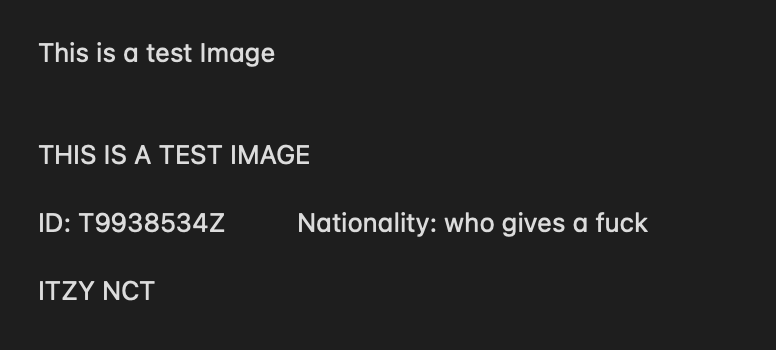 This is a test Image
THIS IS A TEST IMAGE
ID: T9938534Z Nationality: who gives a fuck
ITZY NCT